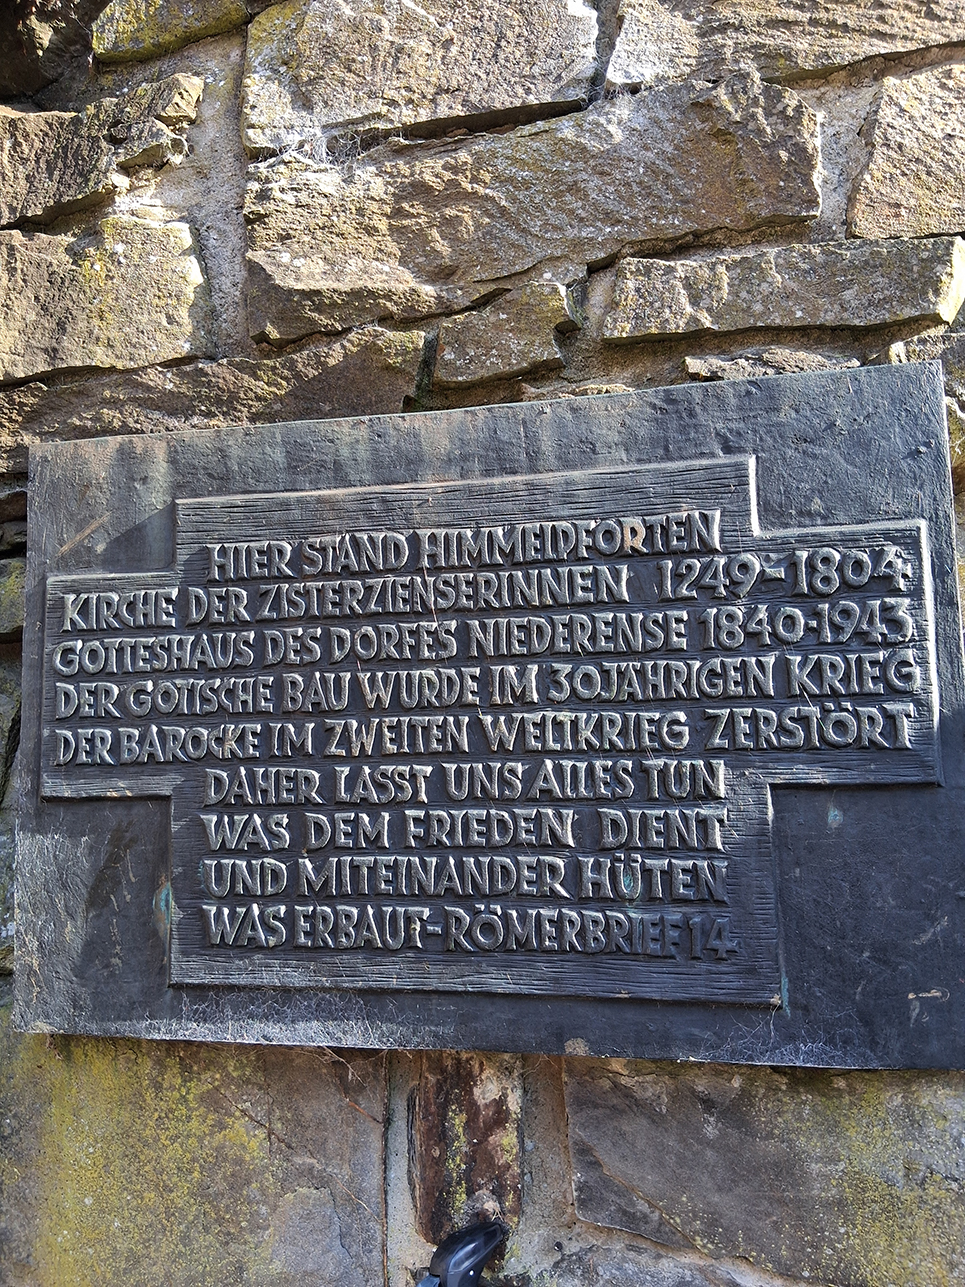 HIER STAND HIMMELPFORTEN
KIRCHE DER ZISTERZIENSERINNEN 1249-1804
GOTTESHAUS DES DORFES NIEDERENSE 1840-1943
DER GOTISCHE BAU WURDE IM 30JÄHRIGEN KRIEG
DER BAROCKE IM ZWEITEN WELTKRIEG ZERSTÖRT
DAHER LASST UNS ALLES TUN
WAS DEM FRIEDEN DIENT
UND MITEINANDER HÜTEN
WAS ERBAUT-RÖMERBRIEF 14